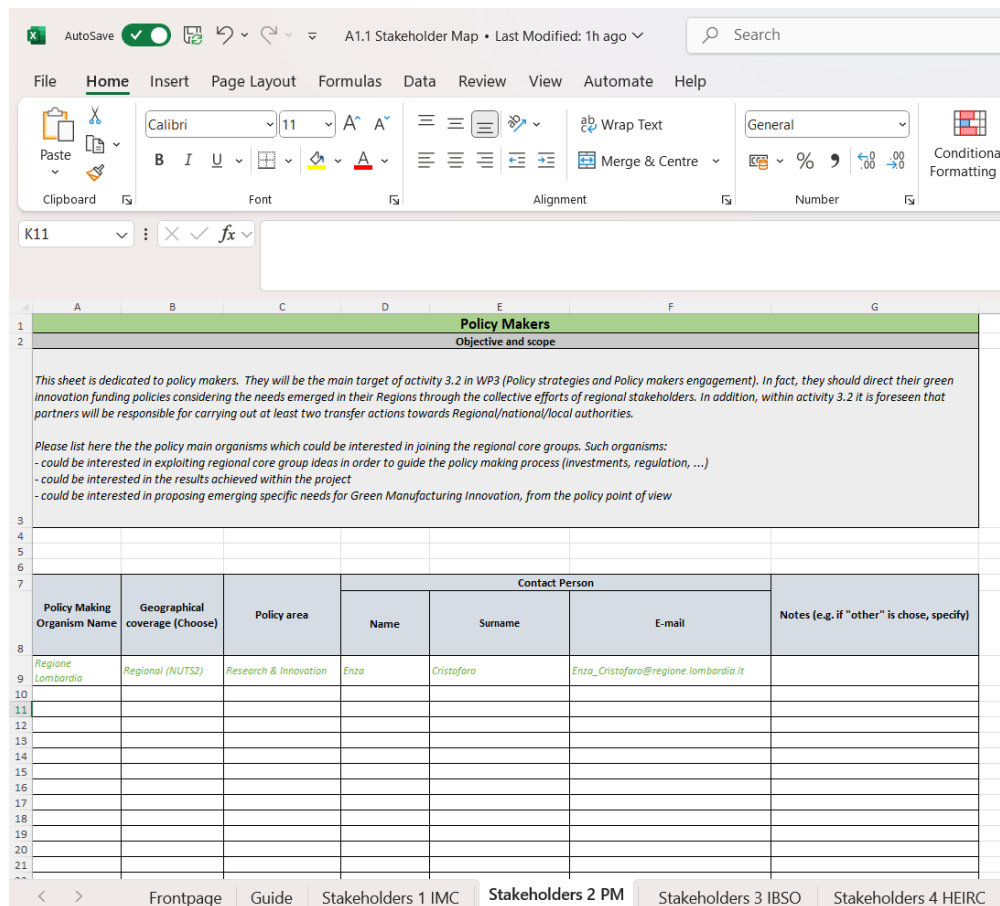 AutoSave
A1.1 Stakeholder Map • Last Modified: 1h ago
Search
File Home Insert Page Layout Formulas Data Review View Automate Help
Paste
Calibri
11
A^
Aˇ
B I U
A
ab Wrap Text
Merge & Centre
General
%
Conditiona
Formatting
Clipboard
Font
Alignment
Number
K11
fx
A B C D E F G
1 Policy Makers
2 Objective and scope
This sheet is dedicated to policy makers. They will be the main target of activity 3.2 in WP3 (Policy strategies and Policy makers engagement). In fact, they should direct their green
innovation funding policies considering the needs emerged in their Regions through the collective efforts of regional stakeholders. In addition, within activity 3.2 it is foreseen that
partners will be responsible for carrying out at least two transfer actions towards Regional/national/local authorities.
Please list here the the policy main organisms which could be interested in joining the regional core groups. Such organisms:
- could be interested in exploiting regional core group ideas in order to guide the policy making process (investments, regulation, ...)
- could be interested in the results achieved within the project
- could be interested in proposing emerging specific needs for Green Manufacturing Innovation, from the policy point of view
3
4
5
6
7 Contact Person
Policy Making
Organism Name
Geographical
coverage (Choose)
Policy area
Name
Surname
E-mail
Notes (e.g. if "other" is chose, specify)
8
Regione
Lombardia
Regional (NUTS2)
Research & Innovation
Enza
Cristofaro
Enza_Cristofaro@regione.lombardia.it
9
10
11
12
13
14
15
16
17
18
19
20
21
Frontpage Guide Stakeholders 1 IMC Stakeholders 2 PM Stakeholders 3 IBSO Stakeholders 4 HEIRC